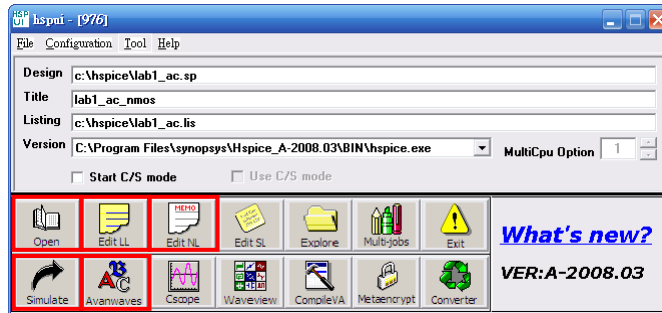 HSP UI hspui - [976]
File Configuration Tool Help
Design c:\hspice\lab1_ac.sp
Title lab1_ac_nmos
Listing c:\hspice\lab1_ac.lis
Version C:\Program Files\synopsys\Hspice_A-2008.03\BIN\hspice.exe MultiCpu Option 1
Start C/S mode Use C/S mode
MEMO
Open Edit LL Edit NL Edit SL Explore Multi-jobs Exit
What's new?
Simulate Avanwaves Cscope Waveview CompileVA Metaencrypt Converter
VER:A-2008.03